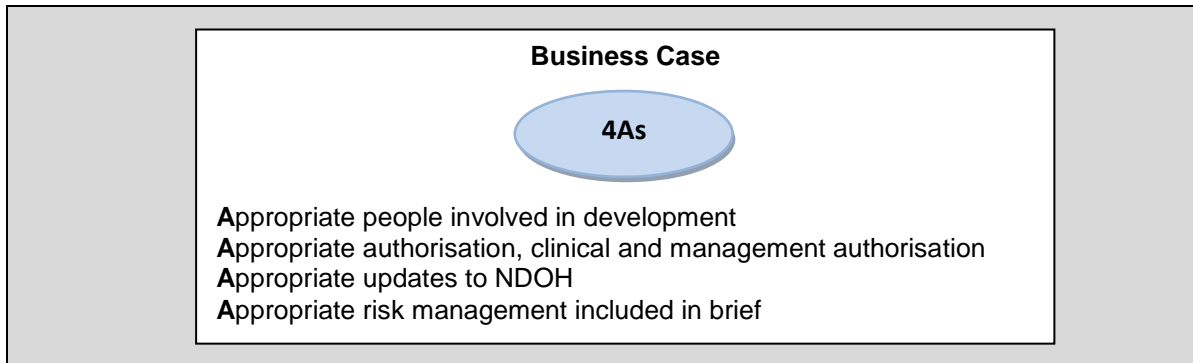 Business Case
4As
Appropriate people involved in development
Appropriate authorisation, clinical and management authorisation
Appropriate updates to NDOH
Appropriate risk management included in brief